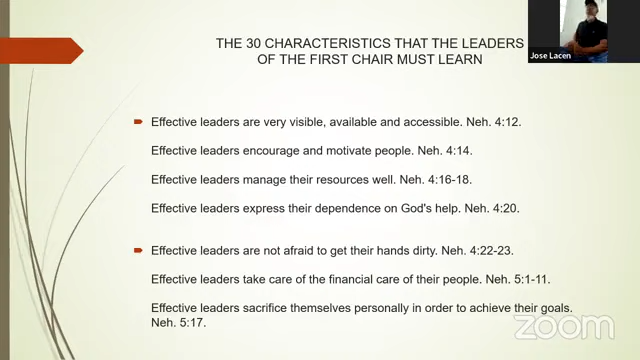 THE 30 CHARACTERISTICS THAT THE LEADERS
OF THE FIRST CHAIR MUST LEARN
Jose Lacen
Effective leaders are very visible, available and accessible. Neh. 4:12.
Effective leaders encourage and motivate people. Neh. 4:14.
Effective leaders manage their resources well. Neh. 4:16-18.
Effective leaders express their dependence on God's help. Neh. 4:20.
Effective leaders are not afraid to get their hands dirty. Neh. 4:22-23.
Effective leaders take care of the financial care of their people. Neh. 5:1-11.
Effective leaders sacrifice themselves personally in order to achieve their goals.
Neh. 5:17.
zoom